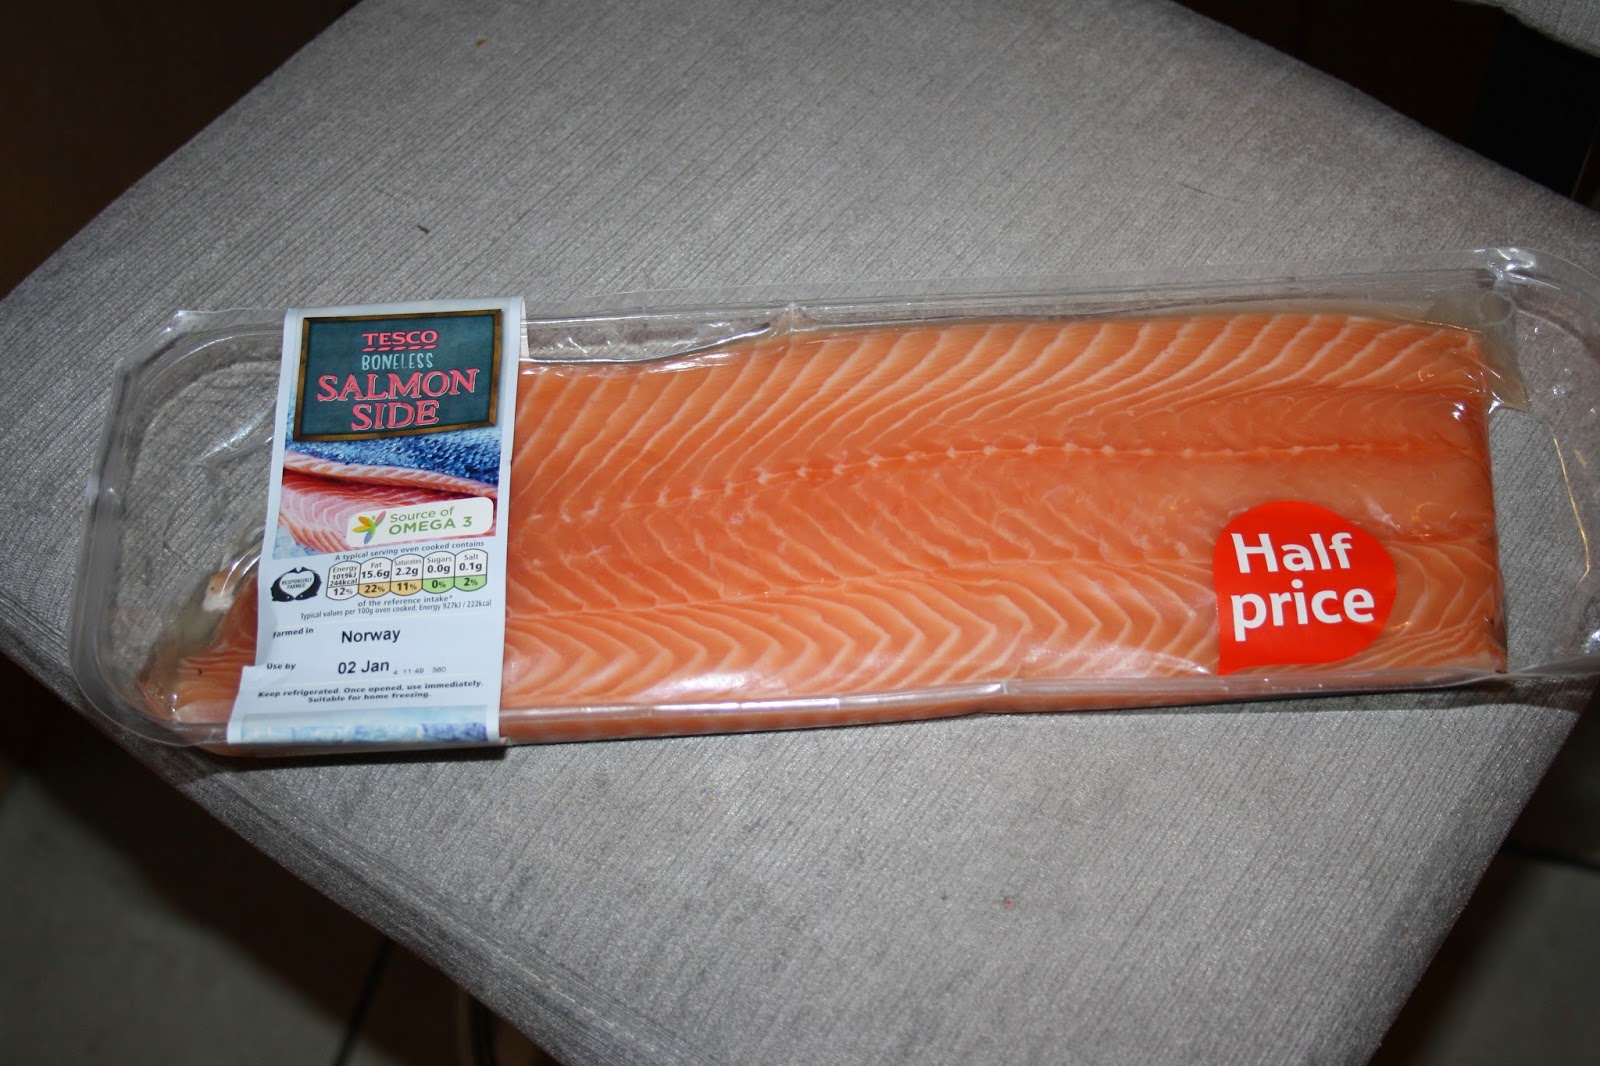 TESCO
BONELESS
SALMON
SIDE
Source of
OMEGA 3
A typical serving oven cooked contains
Energy Fat Saturates Sugars Salt
1019kJ 15.6g 2.2g 0.0g 0.1g
244kcal
12% 22% 11% 0% 2%
of the reference intake*
Typical values per 100g oven cooked: Energy 927kJ / 222kcal
RESPONSIBLY
FARMED
Farmed in Norway
Use by 02 Jan
Keep refrigerated. Once opened, use immediately.
Suitable for home freezing.
Half
price